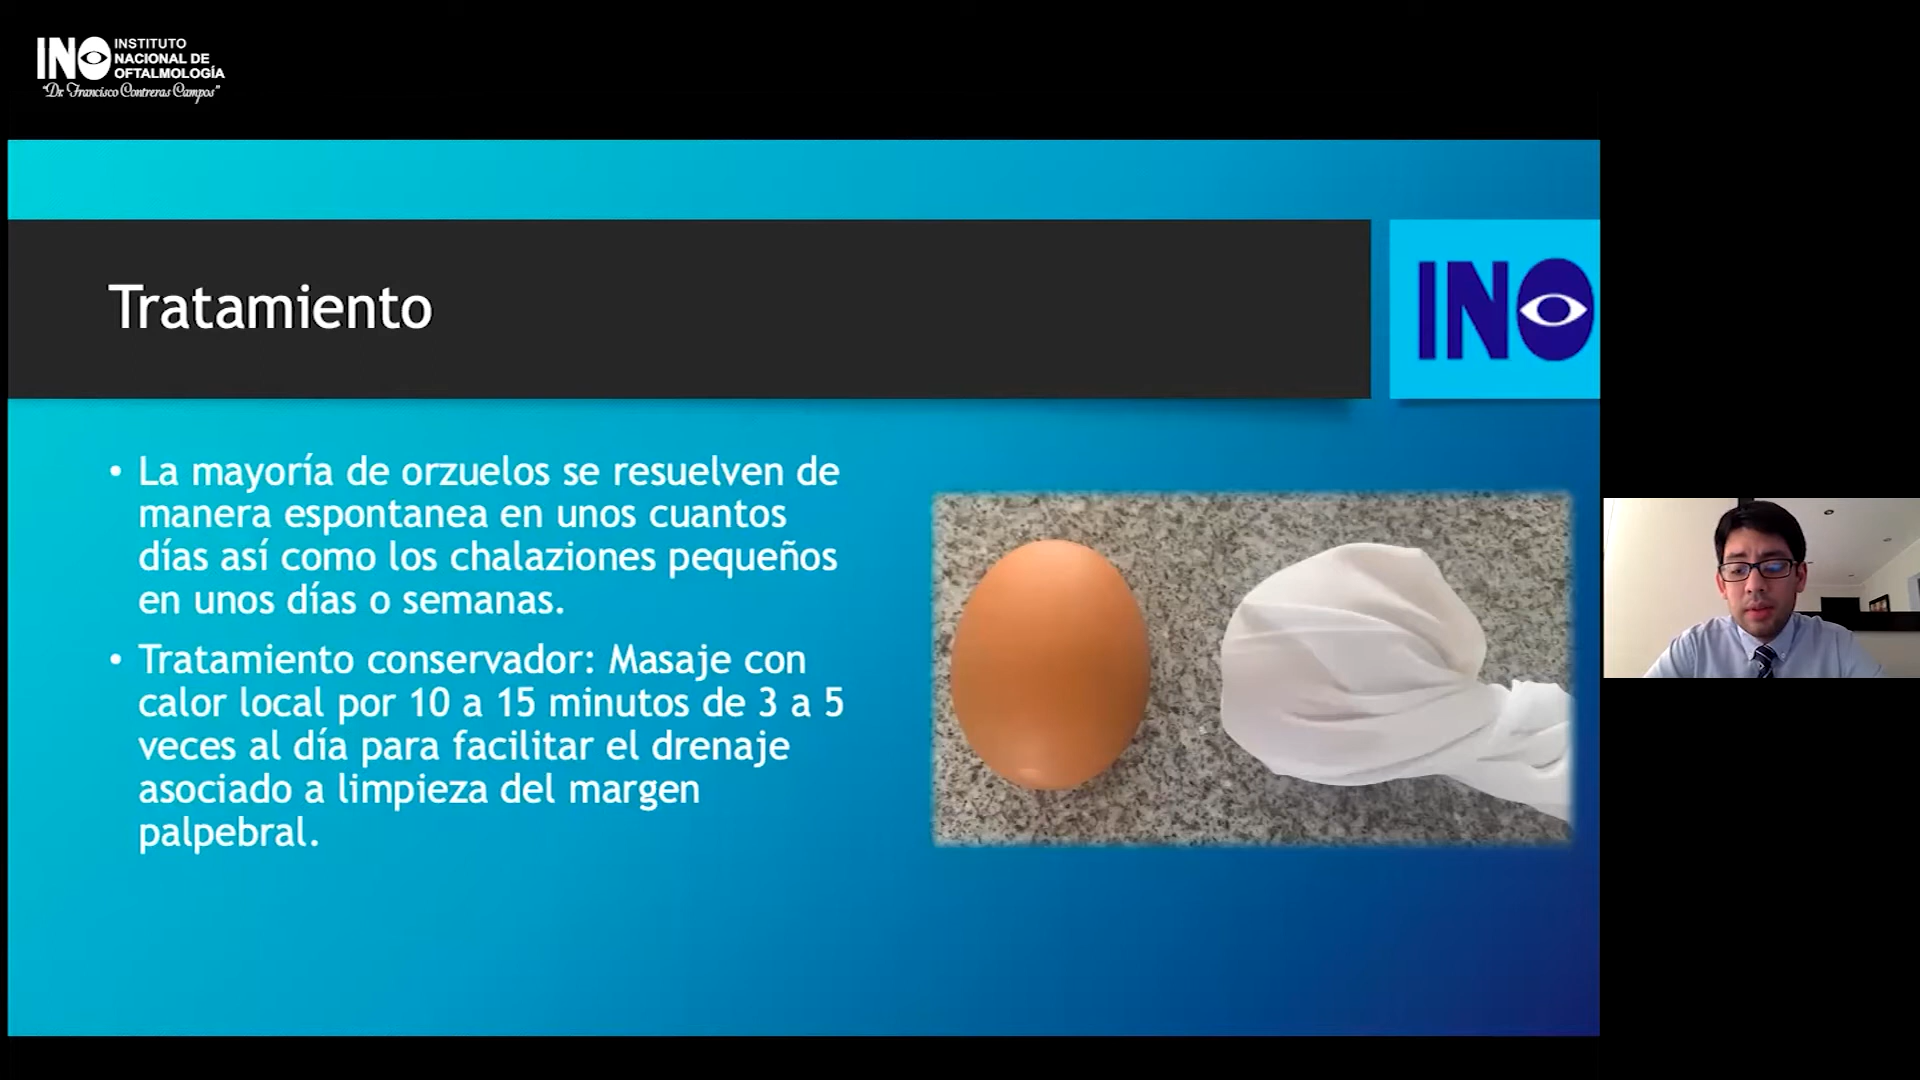 INO INSTITUTO
NACIONAL DE
OFTALMOLOGÍA
"Dr. Francisco Contreras Campos"
Tratamiento
INO
• La mayoría de orzuelos se resuelven de
manera espontanea en unos cuantos
días así como los chalaziones pequeños
en unos días o semanas.
• Tratamiento conservador: Masaje con
calor local por 10 a 15 minutos de 3 a 5
veces al día para facilitar el drenaje
asociado a limpieza del margen
palpebral.